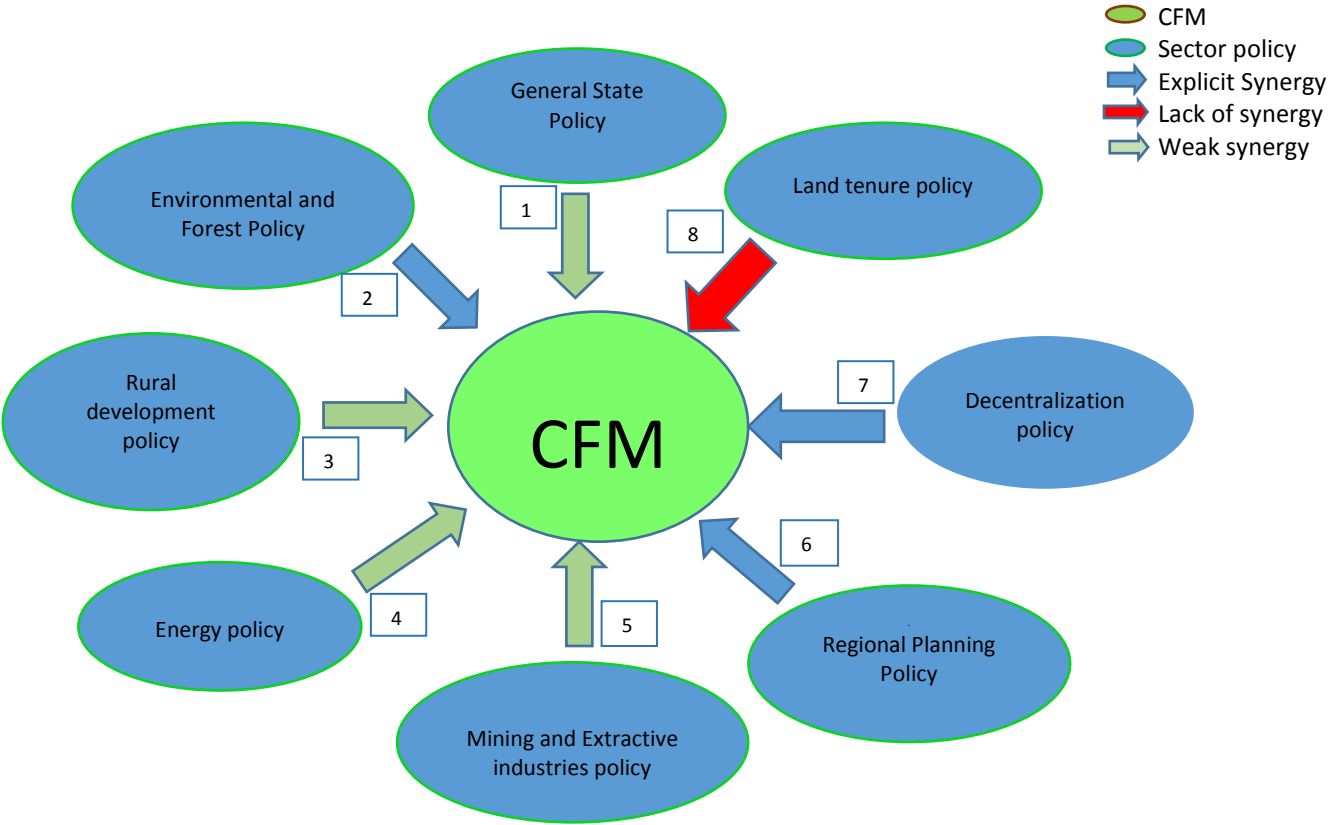 CFM
Sector policy
Explicit Synergy
Lack of synergy
Weak synergy
General State
Policy
1
Environmental and
Forest Policy
2
Land tenure policy
8
Rural
development
policy
3
CFM
7
Decentralization
policy
Energy policy
4
5
6
Regional Planning
Policy
Mining and Extractive
industries policy